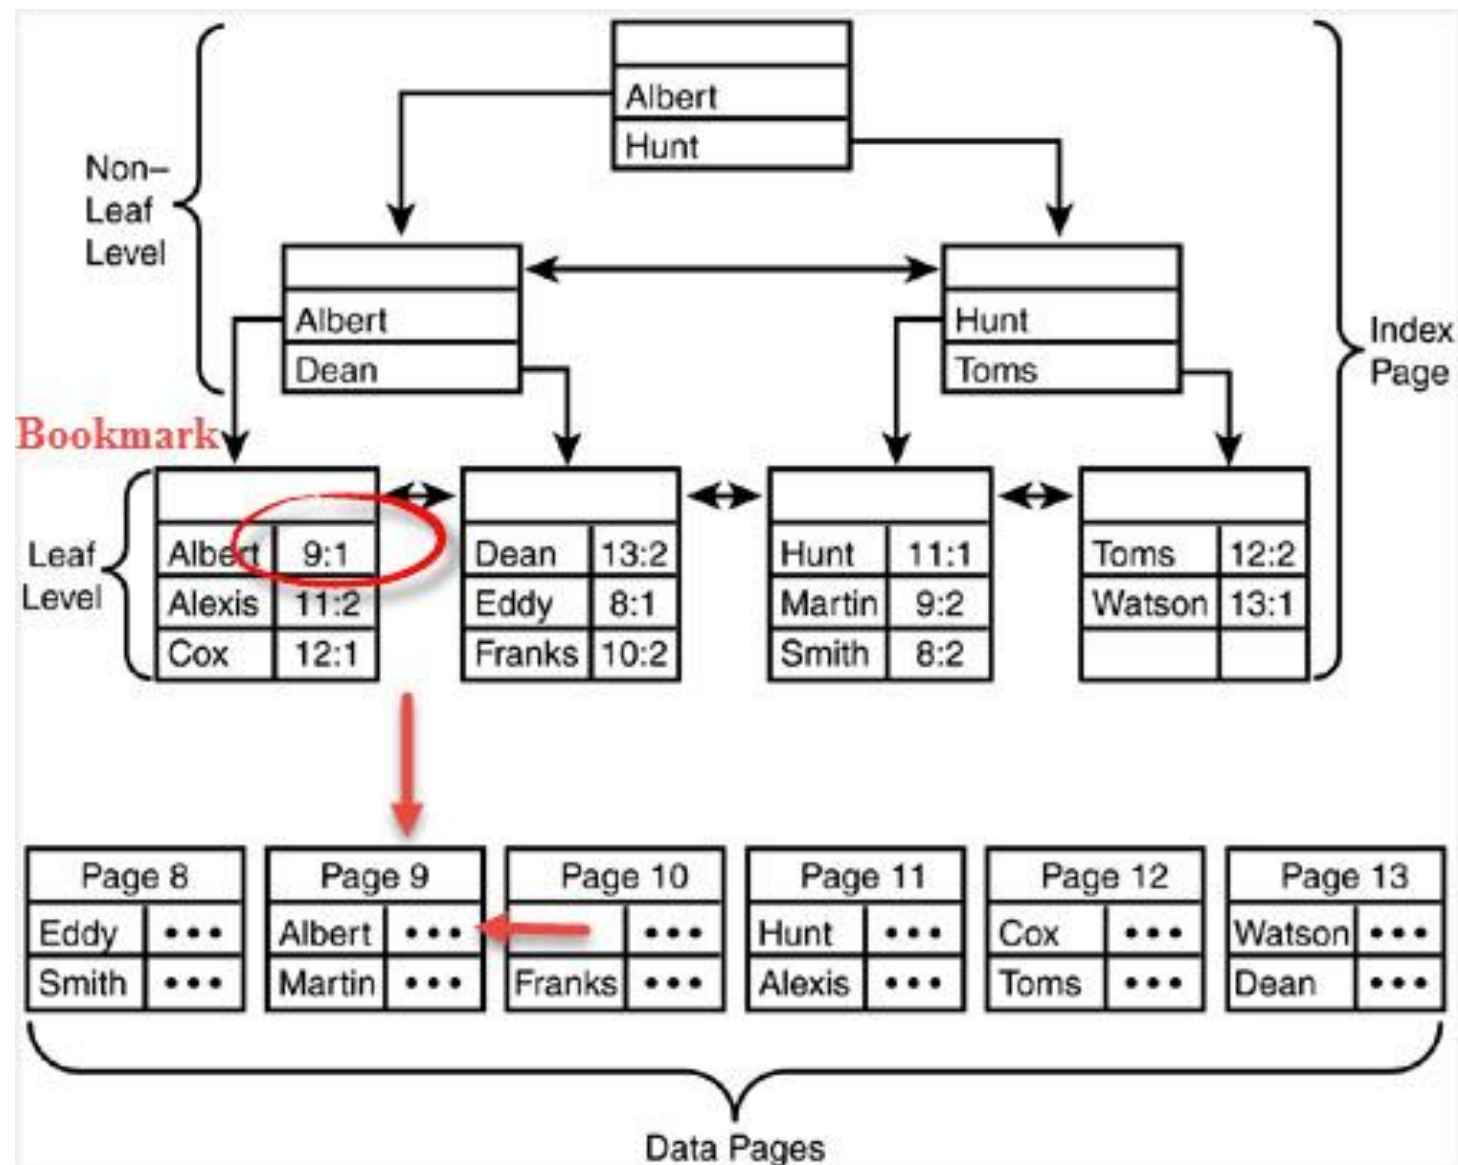 Albert
Hunt
Non–
Leaf
Level
Albert
Dean
Hunt
Toms
Index
Page
Bookmark
Leaf
Level
Albert 9:1
Alexis 11:2
Cox 12:1
Dean 13:2
Eddy 8:1
Franks 10:2
Hunt 11:1
Martin 9:2
Smith 8:2
Toms 12:2
Watson 13:1
Page 8
Eddy •••
Smith •••
Page 9
Albert •••
Martin •••
Page 10
•••
Franks •••
Page 11
Hunt •••
Alexis •••
Page 12
Cox •••
Toms •••
Page 13
Watson •••
Dean •••
Data Pages